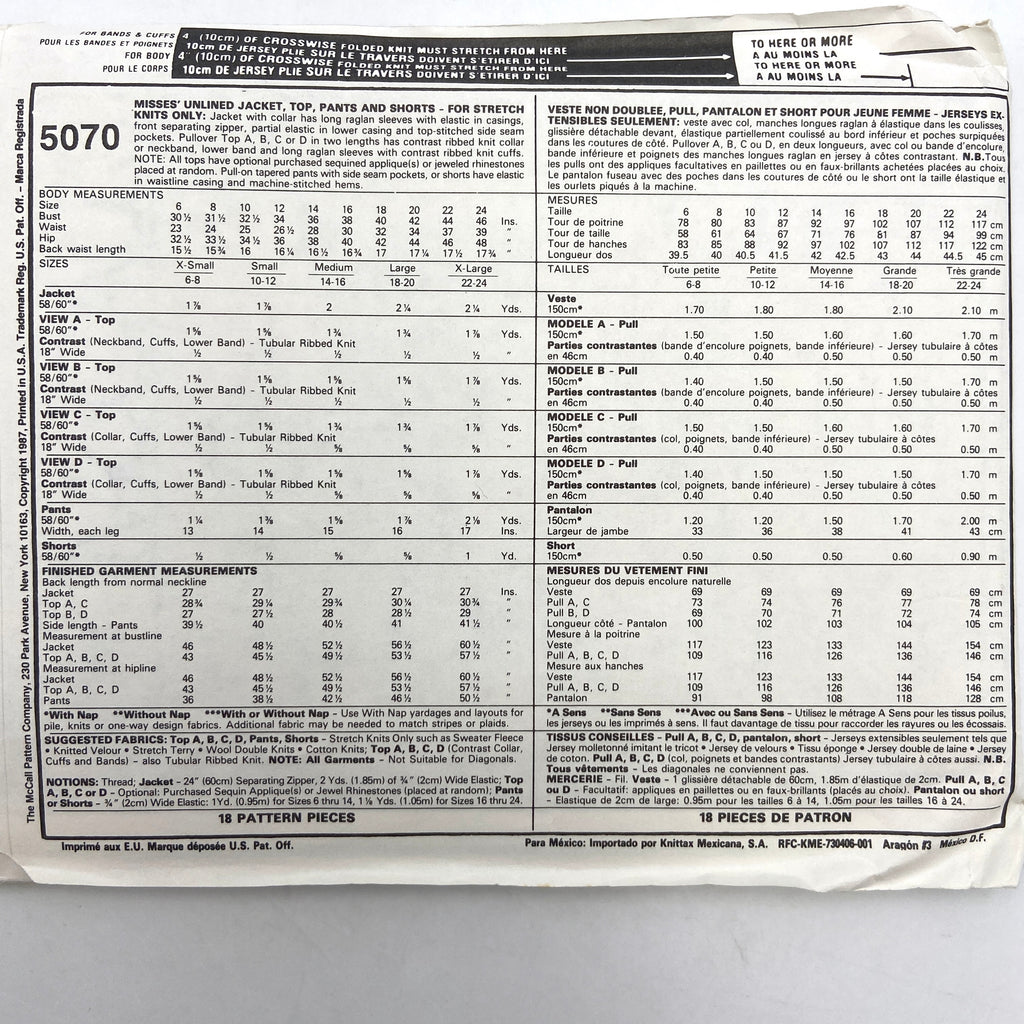 FOR BANDS & CUFFS
POUR LES BANDES ET POIGNETS
FOR BODY
POUR LE CORPS
4" (10cm) OF CROSSWISE FOLDED KNIT MUST STRETCH FROM HERE
10cm DE JERSEY PLIE SUR LE TRAVERS DOIVENT S'ETIRER D'ICI
4" (10cm) OF CROSSWISE FOLDED KNIT MUST STRETCH FROM HERE
10cm DE JERSEY PLIE SUR LE TRAVERS DOIVENT S'ETIRER D'ICI
TO HERE OR MORE
A AU MOINS LA
TO HERE OR MORE
A AU MOINS LA
The McCall Pattern Company, 230 Park Avenue, New York 10163, Copyright 1987, Printed in U.S.A. Trademark Reg. U.S. Pat. Off. - Marca Registrada
5070
MISSES' UNLINED JACKET, TOP, PANTS AND SHORTS - FOR STRETCH
KNITS ONLY: Jacket with collar has long raglan sleeves with elastic in casings,
front separating zipper, partial elastic in lower casing and top-stitched side seam
pockets. Pullover Top A, B, C or D in two lengths has contrast ribbed knit collar
or neckband, lower band and long raglan sleeves with contrast ribbed knit cuffs.
NOTE: All tops have optional purchased sequined applique(s) or jeweled rhinestones
placed at random. Pull-on tapered pants with side seam pockets, or shorts have elastic
in waistline casing and machine-stitched hems.
BODY MEASUREMENTS
Size 6 8 10 12 14 16 18 20 22 24
Bust 30½ 31½ 32½ 34 36 38 40 42 44 46 Ins.
Waist 23 24 25 26½ 28 30 32 34 37 39 "
Hip 32½ 33½ 34½ 36 38 40 42 44 46 48 "
Back waist length 15½ 15¾ 16 16¼ 16½ 16¾ 17 17¼ 17½ 17¾ "
SIZES X-Small Small Medium Large X-Large
6-8 10-12 14-16 18-20 22-24
Jacket
58/60"* 1⅞ 1⅞ 2 2¼ 2¼ Yds.
VIEW A - Top
58/60"* 1⅝ 1⅝ 1¾ 1¾ 1⅞ Yds.
Contrast (Neckband, Cuffs, Lower Band) - Tubular Ribbed Knit
18" Wide ½ ½ ½ ½ ½ "
VIEW B - Top
58/60"* 1⅝ 1⅝ 1⅝ 1⅝ 1⅞ Yds.
Contrast (Neckband, Cuffs, Lower Band) - Tubular Ribbed Knit
18" Wide ½ ½ ½ ½ ½ "
VIEW C - Top
58/60"* 1⅝ 1⅝ 1¾ 1¾ 1⅞ Yds.
Contrast (Collar, Cuffs, Lower Band) - Tubular Ribbed Knit
18" Wide ½ ½ ⅝ ⅝ ⅝ "
VIEW D - Top
58/60"* 1⅝ 1⅝ 1⅝ 1⅝ 1⅞ Yds.
Contrast (Collar, Cuffs, Lower Band) - Tubular Ribbed Knit
18" Wide ½ ½ ⅝ ⅝ ⅝ "
Pants
58/60"* 1¼ 1⅜ 1⅝ 1⅞ 2⅛ Yds.
Width, each leg 13 14 15 16 17 Ins.
Shorts
58/60"* ½ ½ ⅝ ⅝ 1 Yd.
FINISHED GARMENT MEASUREMENTS
Back length from normal neckline
Jacket 27 27 27 27 27 Ins.
Top A, C 28¾ 29¼ 29¾ 30¼ 30¾ "
Top B, D 27 27½ 28 28½ 29 "
Side length - Pants 39½ 40 40½ 41 41½ "
Measurement at bustline
Jacket 46 48½ 52½ 56½ 60½ "
Top A, B, C, D 43 45½ 49½ 53½ 57½ "
Measurement at hipline
Jacket 46 48½ 52½ 56½ 60½ "
Top A, B, C, D 43 45½ 49½ 53½ 57½ "
Pants 36 38½ 42½ 46½ 50½ "
*With Nap **Without Nap ***With or Without Nap - Use With Nap yardages and layouts for
pile, knits or one-way design fabrics. Additional fabric may be needed to match stripes or plaids.
SUGGESTED FABRICS: Top A, B, C, D, Pants, Shorts - Stretch Knits Only such as Sweater Fleece
• Knitted Velour • Stretch Terry • Wool Double Knits • Cotton Knits; Top A, B, C, D (Contrast Collar,
Cuffs and Bands) - also Tubular Ribbed Knit. NOTE: All Garments - Not Suitable for Diagonals.
NOTIONS: Thread; Jacket - 24" (60cm) Separating Zipper, 2 Yds. (1.85m) of ¾" (2cm) Wide Elastic; Top
A, B, C or D - Optional: Purchased Sequin Applique(s) or Jewel Rhinestones (placed at random); Pants
or Shorts - ¾" (2cm) Wide Elastic: 1Yd. (0.95m) for Sizes 6 thru 14, 1⅛ Yds. (1.05m) for Sizes 16 thru 24.
18 PATTERN PIECES
VESTE NON DOUBLEE, PULL, PANTALON ET SHORT POUR JEUNE FEMME - JERSEYS EX-
TENSIBLES SEULEMENT: veste avec col, manches longues raglan à élastique dans les coulisses,
glissière détachable devant, élastique partiellement coulissé au bord inférieur et poches surpiquées
dans les coutures de côté. Pullover A, B, C ou D, en deux longueurs, avec col ou bande d'encolure,
bande inférieure et poignets des manches longues raglan en jersey à côtes contrastant. N.B.Tous
les pulls ont des appliques facultatives en paillettes ou en faux-brillants achetées placées au choix.
Le pantalon fuseau avec des poches dans les coutures de côté ou le short ont la taille élastique et
les ourlets piqués à la machine.
MESURES
Taille 6 8 10 12 14 16 18 20 22 24
Tour de poitrine 78 80 83 87 92 97 102 107 112 117 cm
Tour de taille 58 61 64 67 71 76 81 87 94 99 cm
Tour de hanches 83 85 88 92 97 102 107 112 117 122 cm
Longueur dos 39.5 40 40.5 41.5 42 42.5 43 44 44.5 45 cm
TAILLES Toute petite Petite Moyenne Grande Très grande
6-8 10-12 14-16 18-20 22-24
Veste
150cm* 1.70 1.80 1.80 2.10 2.10 m
MODELE A - Pull
150cm* 1.50 1.50 1.60 1.60 1.70 m
Parties contrastantes (bande d'encolure poignets, bande inférieure) - Jersey tubulaire à côtes
en 46cm 0.40 0.40 0.40 0.50 0.50 m
MODELE B - Pull
150cm* 1.40 1.50 1.50 1.50 1.70 m
Parties contrastantes (bande d'encolure poignets, bande inférieure) - Jersey tubulaire à côtes
en 46cm 0.40 0.40 0.40 0.50 0.50 m
MODELE C - Pull
150cm* 1.50 1.50 1.60 1.60 1.70 m
Parties contrastantes (col, poignets, bande inférieure) - Jersey tubulaire à côtes
en 46cm 0.40 0.40 0.50 0.50 0.50 m
MODELE D - Pull
150cm* 1.40 1.50 1.50 1.50 1.70 m
Parties contrastantes (col, poignets, bande inférieure) - Jersey tubulaire à côtes
en 46cm 0.40 0.40 0.50 0.50 0.50 m
Pantalon
150cm* 1.20 1.20 1.50 1.70 2.00 m
Largeur de jambe 33 36 38 41 43 cm
Short
150cm* 0.50 0.50 0.50 0.60 0.90 m
MESURES DU VETEMENT FINI
Longueur dos depuis encolure naturelle
Veste 69 69 69 69 69 cm
Pull A, C 73 74 76 77 78 cm
Pull B, D 69 70 71 72 74 cm
Longueur côté - Pantalon 100 102 103 104 105 cm
Mesure à la poitrine
Veste 117 123 133 144 154 cm
Pull A, B, C, D 109 116 126 136 146 cm
Mesure aux hanches
Veste 117 123 133 144 154 cm
Pull A, B, C, D 109 116 126 136 146 cm
Pantalon 91 98 108 118 128 cm
*A Sens **Sans Sens ***Avec ou Sans Sens - Utilisez le métrage A Sens pour les tissus poilus,
les jerseys ou les imprimés à sens. Il faut davantage de tissu pour raccorder les rayures ou les écossais.
TISSUS CONSEILLES - Pull A, B, C, D, pantalon, short - Jerseys extensibles seulement tels que
Jersey molletonné imitant le tricot • Jersey de velours • Tissu éponge • Jersey double de laine • Jersey
de coton. Pull A, B, C, D (col, poignets et bandes contrastants) Jersey tubulaire à côtes aussi. N.B.
Tous vêtements - Les diagonales ne conviennent pas.
MERCERIE - Fil. Veste - 1 glissière détachable de 60cm, 1.85m d'élastique de 2cm. Pull A, B, C
ou D - Facultatif: appliques en paillettes ou en faux-brillants (placés au choix). Pantalon ou short
- Elastique de 2cm de large: 0.95m pour les tailles 6 à 14, 1.05m pour les tailles 16 à 24.
18 PIECES DE PATRON
Imprimé aux E.U. Marque déposée U.S. Pat. Off.
Para México: Importado por Knittax Mexicana, S.A. RFC-KME-730406-001 Aragón #3 México D.F.